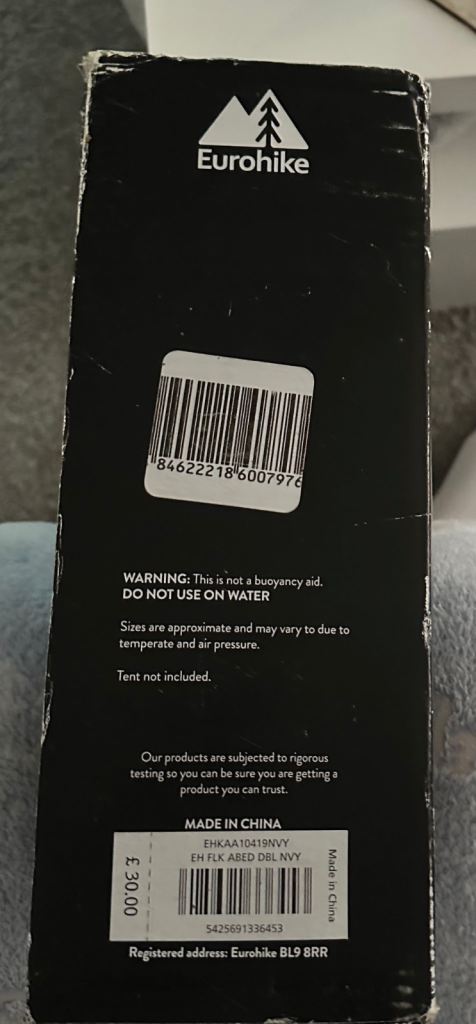 Eurohike
846222186007976
WARNING: This is not a buoyancy aid.
DO NOT USE ON WATER
Sizes are approximate and may vary to due to
temperate and air pressure.
Tent not included.
Our products are subjected to rigorous
testing so you can be sure you are getting a
product you can trust.
MADE IN CHINA
£ 30.00
EHKAA10419NVY
EH FLK ABED DBL NVY
5425691336453
Made in China
Registered address: Eurohike BL9 8RR